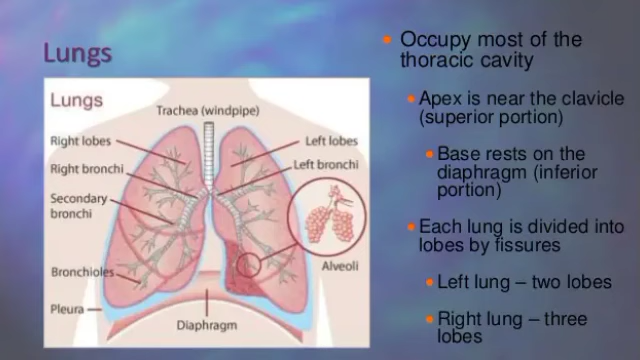 Lungs
Lungs
Trachea (windpipe)
Right lobes
Left lobes
Right bronchi
Left bronchi
Secondary
bronchi
Bronchioles
Alveoli
Pleura
Diaphragm
• Occupy most of the
thoracic cavity
• Apex is near the clavicle
(superior portion)
• Base rests on the
diaphragm (inferior
portion)
• Each lung is divided into
lobes by fissures
• Left lung – two lobes
• Right lung – three
lobes